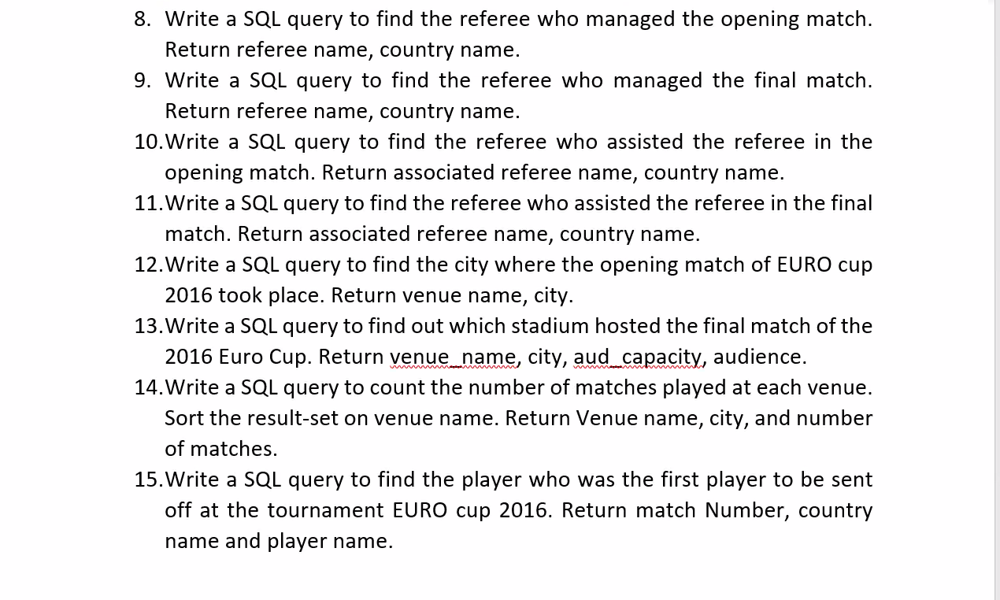 8. Write a SQL query to find the referee who managed the opening match.
Return referee name, country name.
9. Write a SQL query to find the referee who managed the final match.
Return referee name, country name.
10.Write a SQL query to find the referee who assisted the referee in the
opening match. Return associated referee name, country name.
11.Write a SQL query to find the referee who assisted the referee in the final
match. Return associated referee name, country name.
12.Write a SQL query to find the city where the opening match of EURO cup
2016 took place. Return venue name, city.
13.Write a SQL query to find out which stadium hosted the final match of the
2016 Euro Cup. Return venue_name, city, aud_capacity, audience.
14.Write a SQL query to count the number of matches played at each venue.
Sort the result-set on venue name. Return Venue name, city, and number
of matches.
15.Write a SQL query to find the player who was the first player to be sent
off at the tournament EURO cup 2016. Return match Number, country
name and player name.